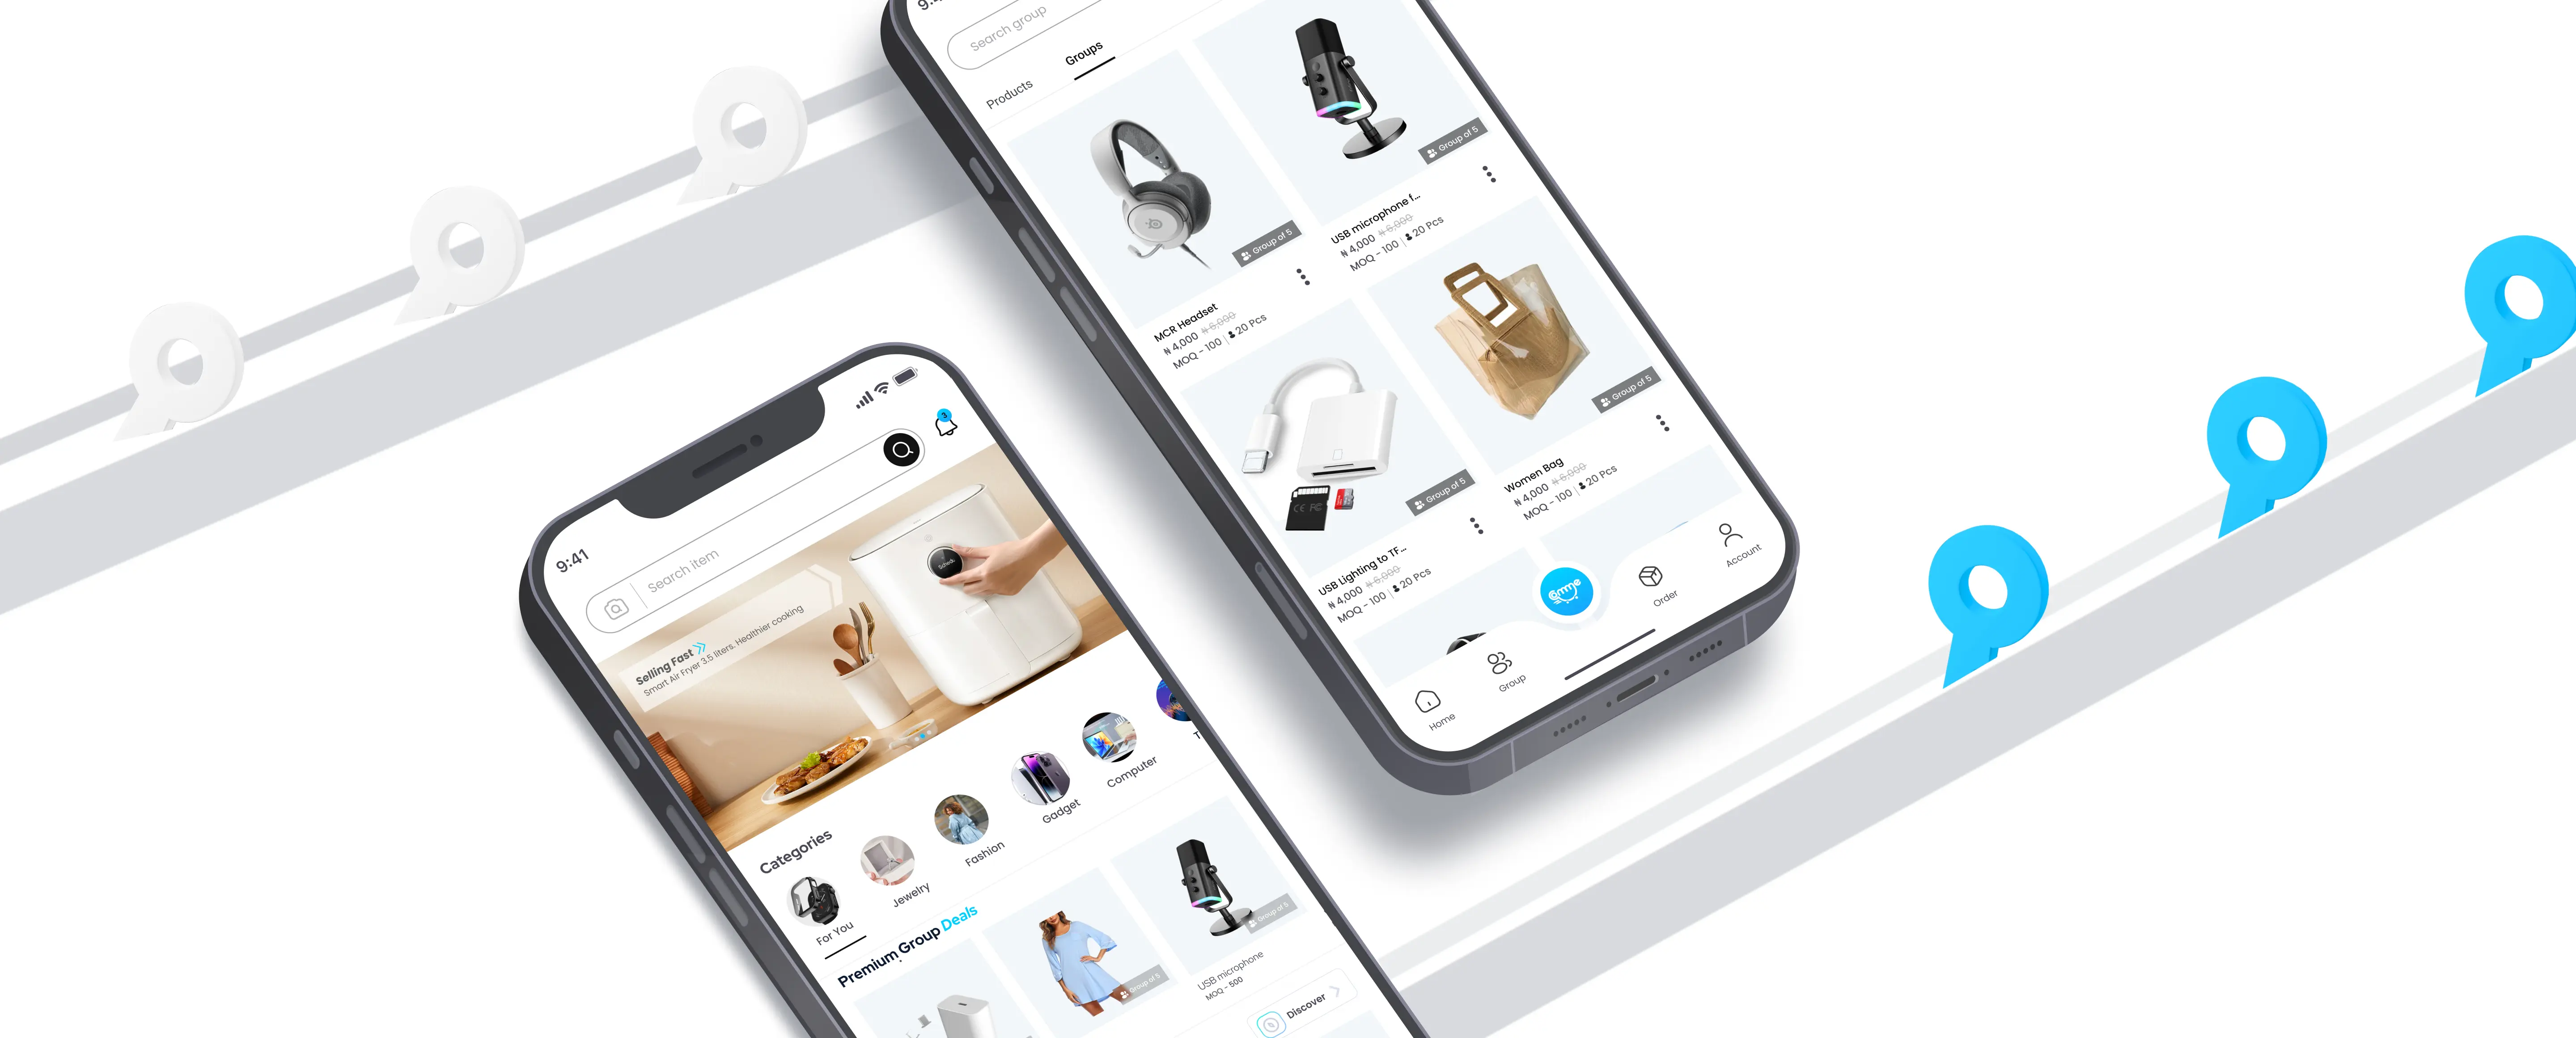 9:41
Search item
3
Selling Fast
Smart Air Fryer 3.5 liters. Healthier cooking
Categories
For You
Jewelry
Fashion
Gadget
Computer
Premium Group Deals
Group of 5
Group of 5
USB microphone
MOQ - 500
Discover
Search group
Products
Groups
Group of 5
MCR Headset
₦ 4,000 ₦ 6,000
MOQ - 100 | 20 Pcs
Group of 5
USB microphone f...
₦ 4,000 ₦ 6,000
MOQ - 100 | 20 Pcs
Group of 5
USB Lighting to TF...
₦ 4,000 ₦ 6,000
MOQ - 100 | 20 Pcs
Group of 5
Women Bag
₦ 4,000 ₦ 6,000
MOQ - 100 | 20 Pcs
Home
Group
Order
Account